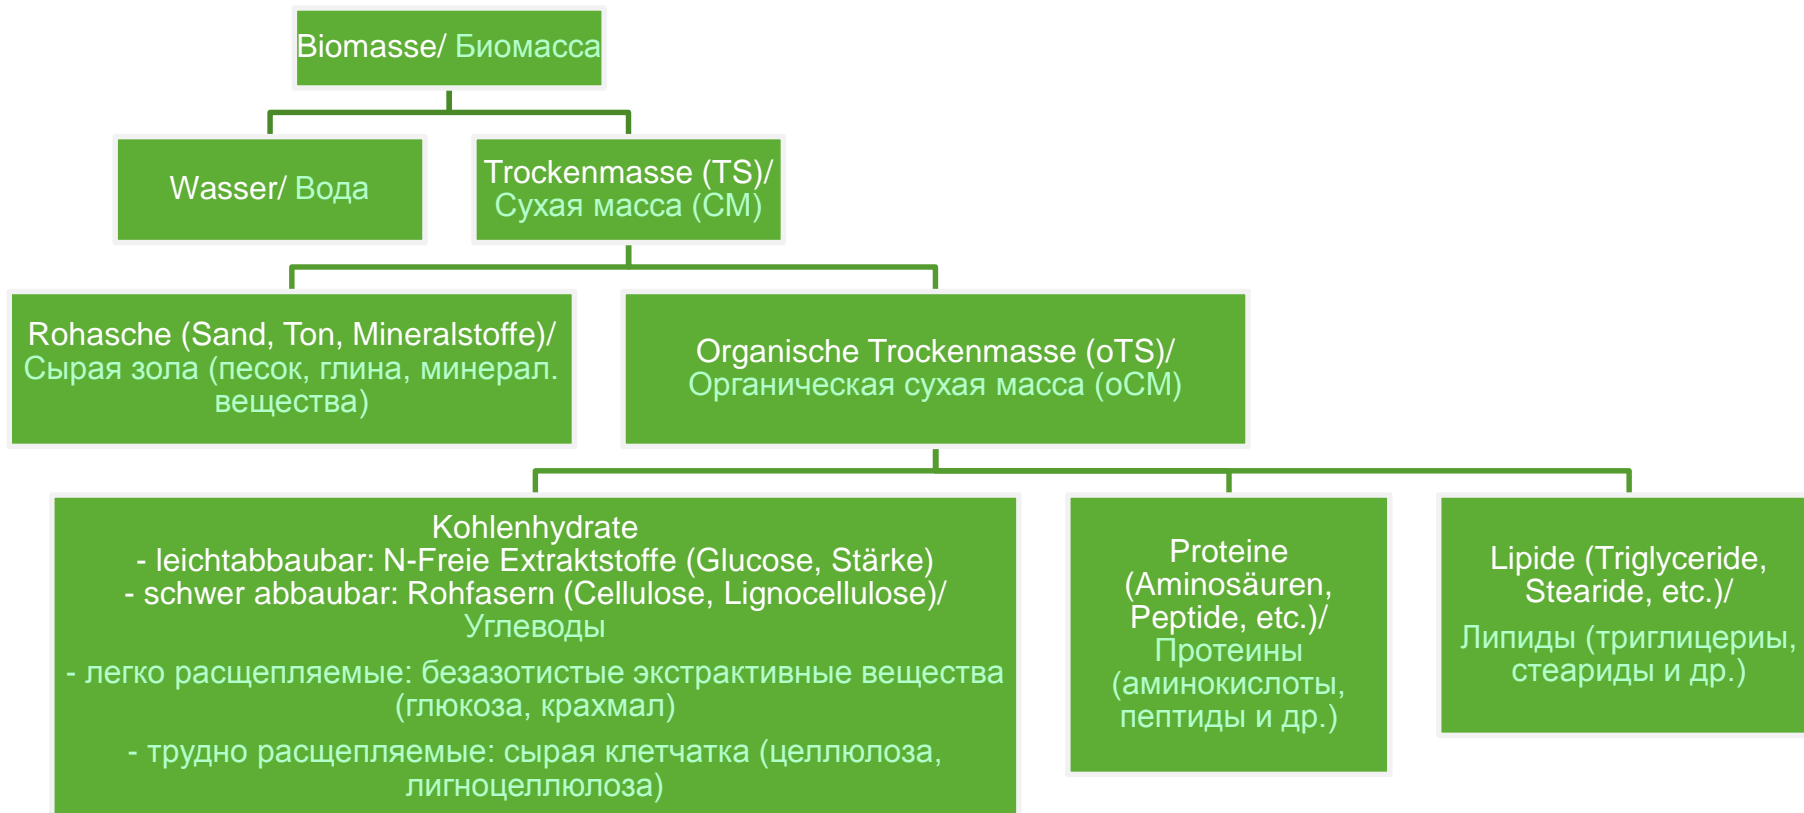 Biomasse/ Биомасса
Wasser/ Вода
Trockenmasse (TS)/
Сухая масса (СМ)
Rohasche (Sand, Ton, Mineralstoffe)/
Сырая зола (песок, глина, минерал.
вещества)
Organische Trockenmasse (oTS)/
Органическая сухая масса (оСМ)
Kohlenhydrate
- leichtabbaubar: N-Freie Extraktstoffe (Glucose, Stärke)
- schwer abbaubar: Rohfasern (Cellulose, Lignocellulose)/
Углеводы
- легко расщепляемые: безазотистые экстрактивные вещества
(глюкоза, крахмал)
- трудно расщепляемые: сырая клетчатка (целлюлоза,
лигноцеллюлоза)
Proteine
(Aminosäuren,
Peptide, etc.)/
Протеины
(аминокислоты,
пептиды и др.)
Lipide (Triglyceride,
Stearide, etc.)/
Липиды (триглицериы,
стеариды и др.)